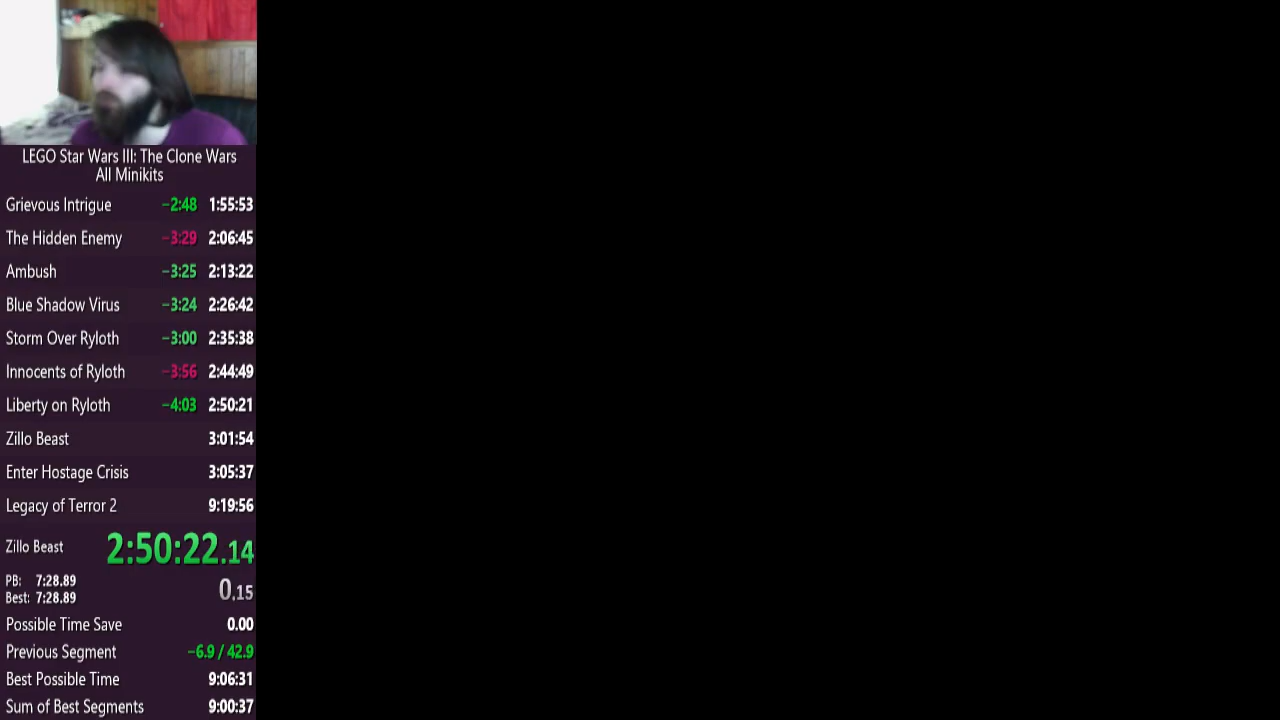 LEGO Star Wars III: The Clone Wars
All Minikits
Grievous Intrigue −2:48 1:55:53
The Hidden Enemy −3:29 2:06:45
Ambush −3:25 2:13:22
Blue Shadow Virus −3:24 2:26:42
Storm Over Ryloth −3:00 2:35:38
Innocents of Ryloth −3:56 2:44:49
Liberty on Ryloth −4:03 2:50:21
Zillo Beast 3:01:54
Enter Hostage Crisis 3:05:37
Legacy of Terror 2 9:19:56
Zillo Beast 2:50:22.14
PB: 7:28.89
Best: 7:28.89 0.15
Possible Time Save 0.00
Previous Segment −6.9 / 42.9
Best Possible Time 9:06:31
Sum of Best Segments 9:00:37